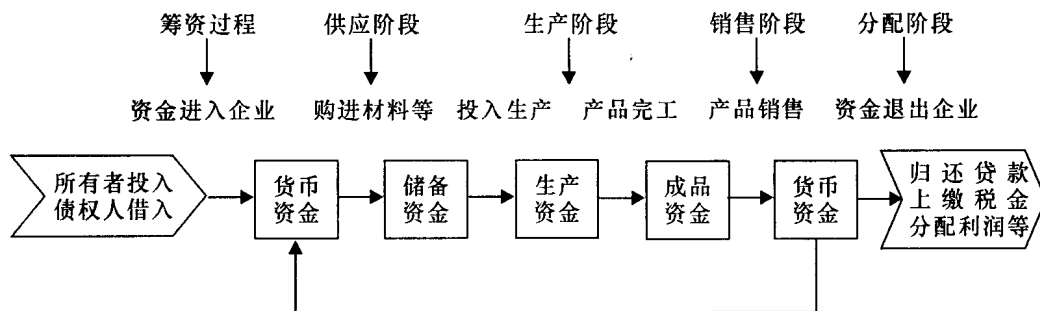 筹资过程 供应阶段 生产阶段 销售阶段 分配阶段
资金进入企业 购进材料等 投入生产 产品完工 产品销售 资金退出企业
所有者投入
债权人借入
货币
资金
储备
资金
生产
资金
成品
资金
货币
资金
归还贷款
上缴税金
分配利润等